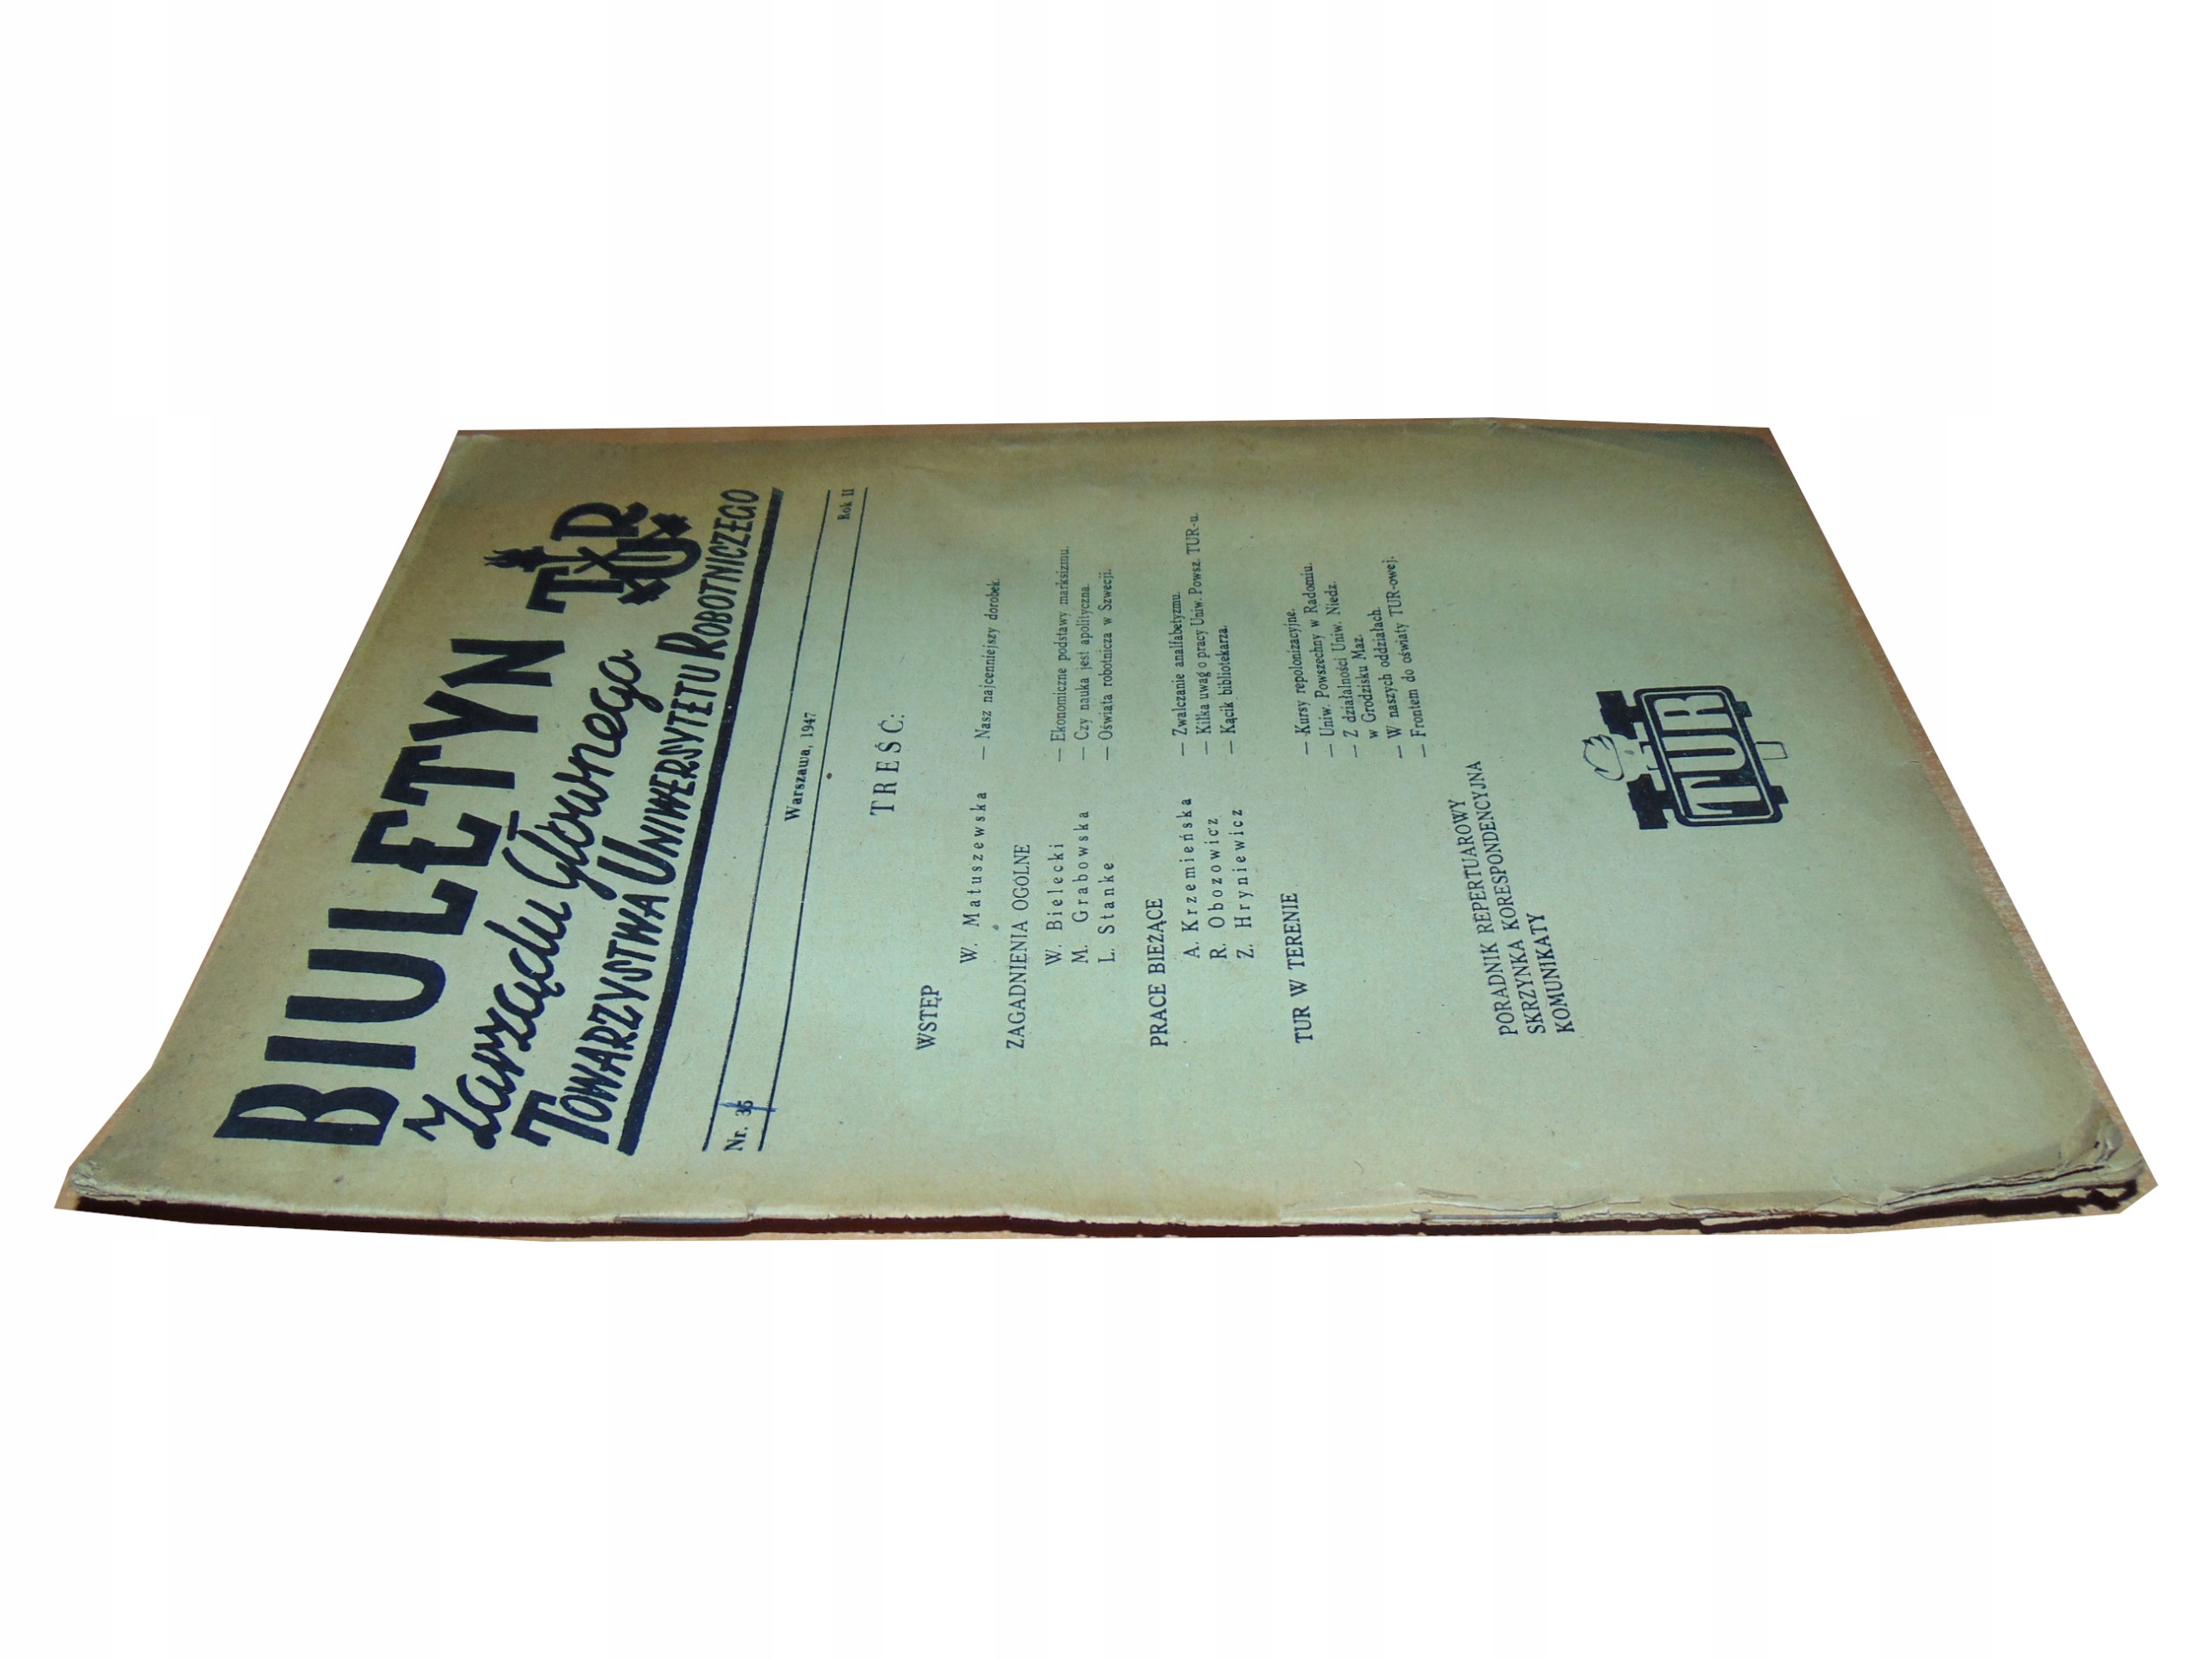 BIULETYN TUR
Zarządu Głównego
TOWARZYSTWA UNIWERSYTETU ROBOTNICZEGO
Nr. Warszawa, 1947 Rok II
TREŚĆ:
WSTĘP
W. Matuszewska — Nasz najcenniejszy dorobek.
ZAGADNIENIA OGÓLNE
W. Bielecki — Ekonomiczne podstawy marksizmu.
M. Grabowska — Czy nauka jest apolityczna.
L. Stanke — Oświata robotnicza w Szwecji.
PRACE BIEŻĄCE
A. Krzemieńska — Zwalczanie analfabetyzmu.
R. Obozowicz — Kilka uwag o pracy Uniw. Powsz. TUR-u.
Z. Hryniewicz — Kącik bibliotekarza.
TUR W TERENIE
— Kursy repolonizacyjne.
— Uniw. Powszechny w Radomiu.
— Z działalności Uniw. Niedz.
w Grodzisku Maz.
— W naszych oddziałach.
— Frontem do oświaty TUR-owej.
PORADNIK REPERTUAROWY
SKRZYNKA KORESPONDENCYJNA
KOMUNIKATY
TUR